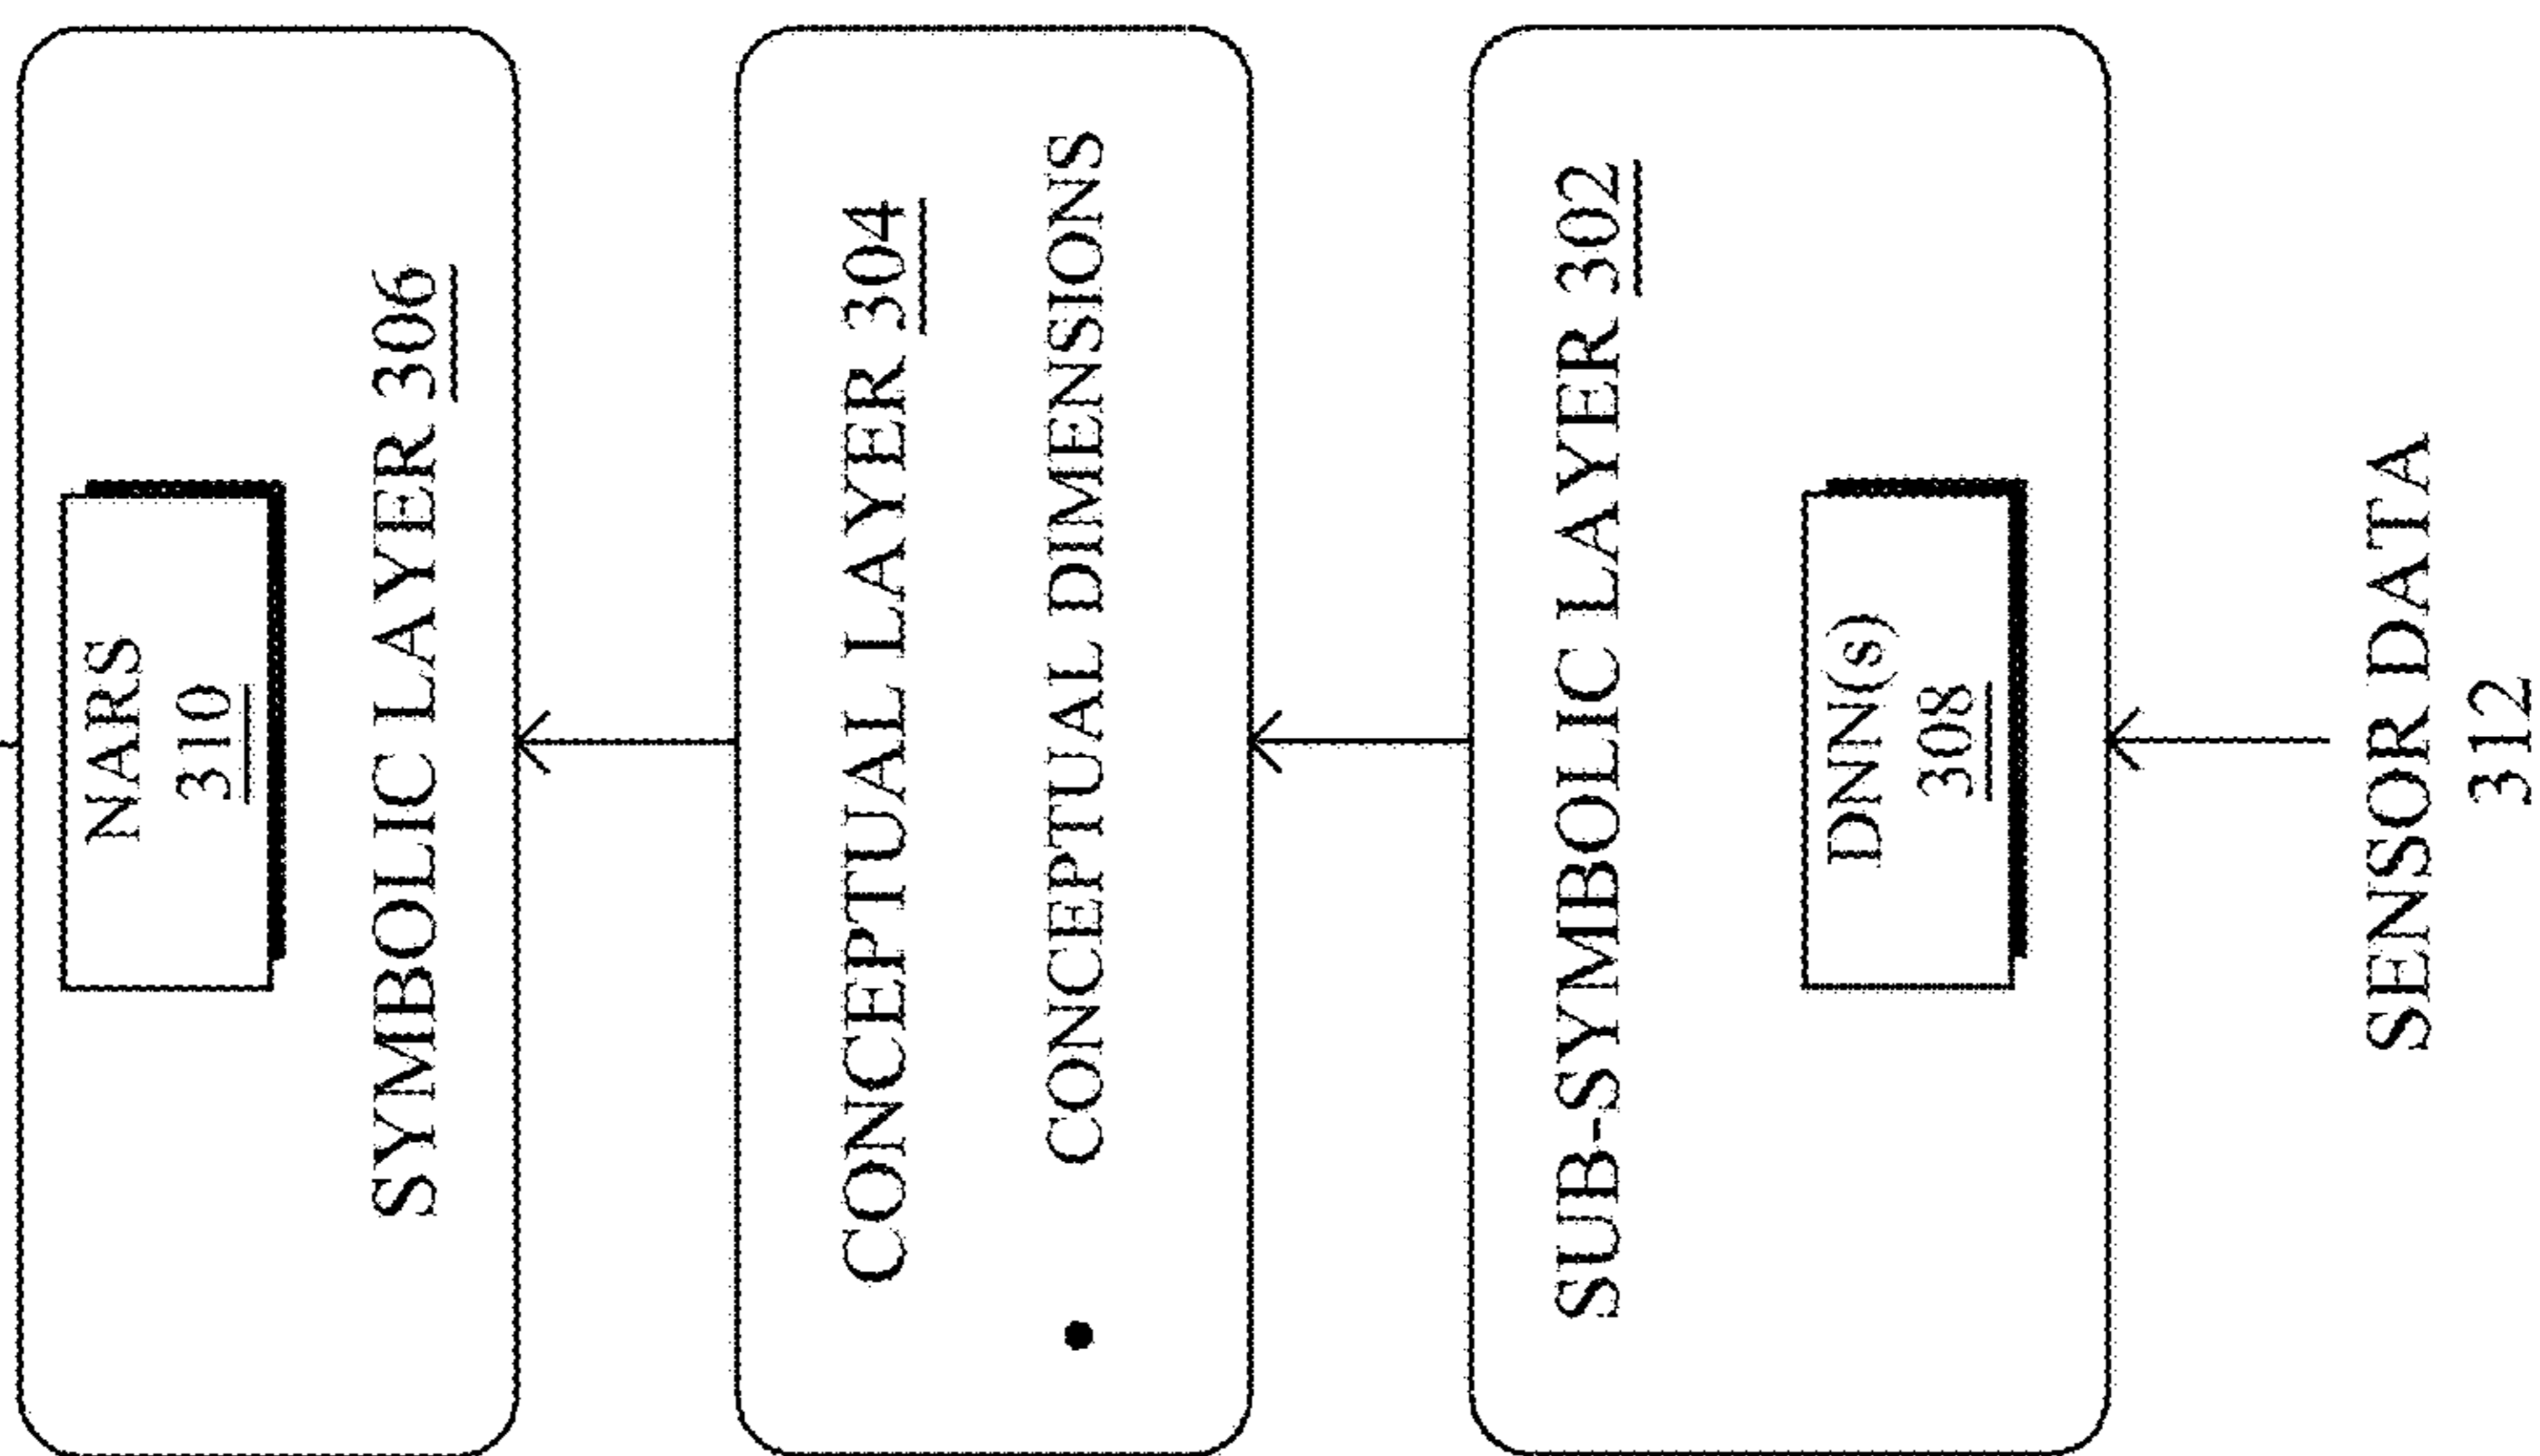 NARS
310
SYMBOLIC LAYER 306
CONCEPTUAL LAYER 304
• CONCEPTUAL DIMENSIONS
SUB-SYMBOLIC LAYER 302
DNN(s)
308
SENSOR DATA
312